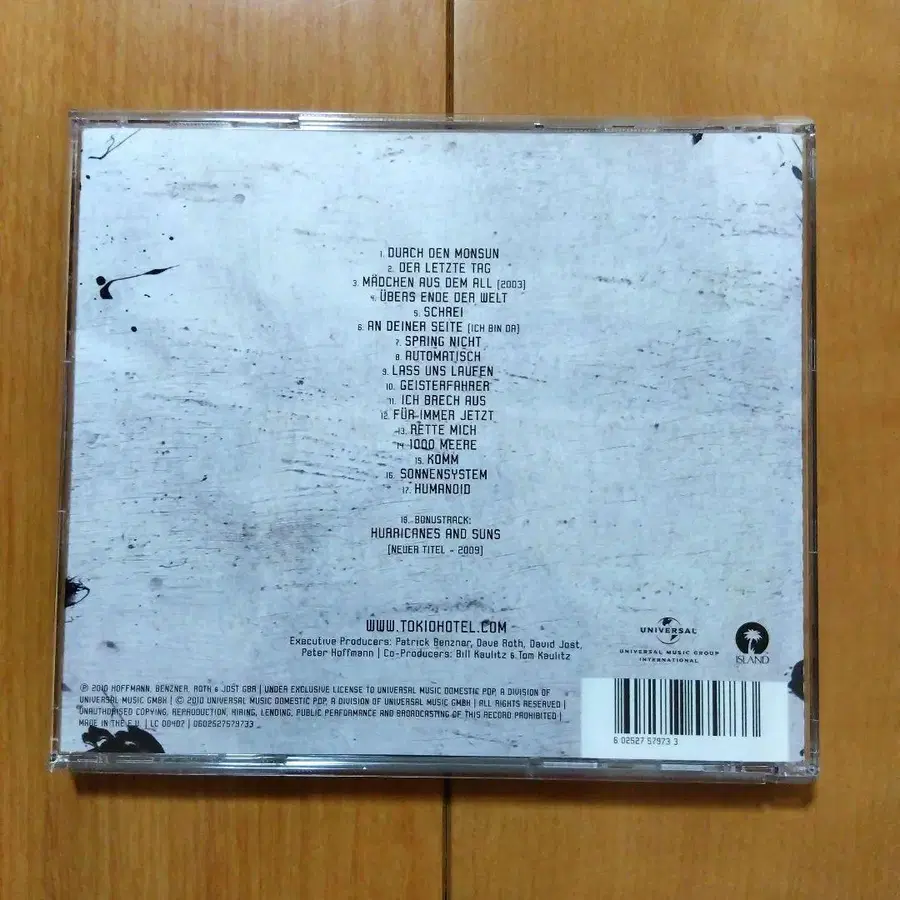 1. DURCH DEN MONSUN
2. DER LETZTE TAG
3. MÄDCHEN AUS DEM ALL [2003]
4. ÜBERS ENDE DER WELT
5. SCHREI
6. AN DEINER SEITE [ICH BIN DA]
7. SPRING NICHT
8. AUTOMATISCH
9. LASS UNS LAUFEN
10. GEISTERFAHRER
11. ICH BRECH AUS
12. FÜR IMMER JETZT
13. RETTE MICH
14. 1000 MEERE
15. KOMM
16. SONNENSYSTEM
17. HUMANOID
18. BONUSTRACK:
HURRICANES AND SUNS
[NEUER TITEL - 2009]
WWW.TOKIOHOTEL.COM
Executive Producers: Patrick Benzner, Dave Roth, David Jost,
Peter Hoffmann | Co-Producers: Bill Kaulitz & Tom Kaulitz
UNIVERSAL
UNIVERSAL MUSIC GROUP
INTERNATIONAL
ISLAND
℗ 2010 HOFFMANN, BENZNER, ROTH & JOST GBR | UNDER EXCLUSIVE LICENSE TO UNIVERSAL MUSIC DOMESTIC POP, A DIVISION OF
UNIVERSAL MUSIC GMBH | © 2010 UNIVERSAL MUSIC DOMESTIC POP, A DIVISION OF UNIVERSAL MUSIC GMBH | ALL RIGHTS RESERVED |
UNAUTHORISED COPYING, REPRODUCTION, HIRING, LENDING, PUBLIC PERFORMANCE AND BROADCASTING OF THIS RECORD PROHIBITED |
MADE IN THE E.U. | LC 00407 | 0602527579733
6 02527 57973 3